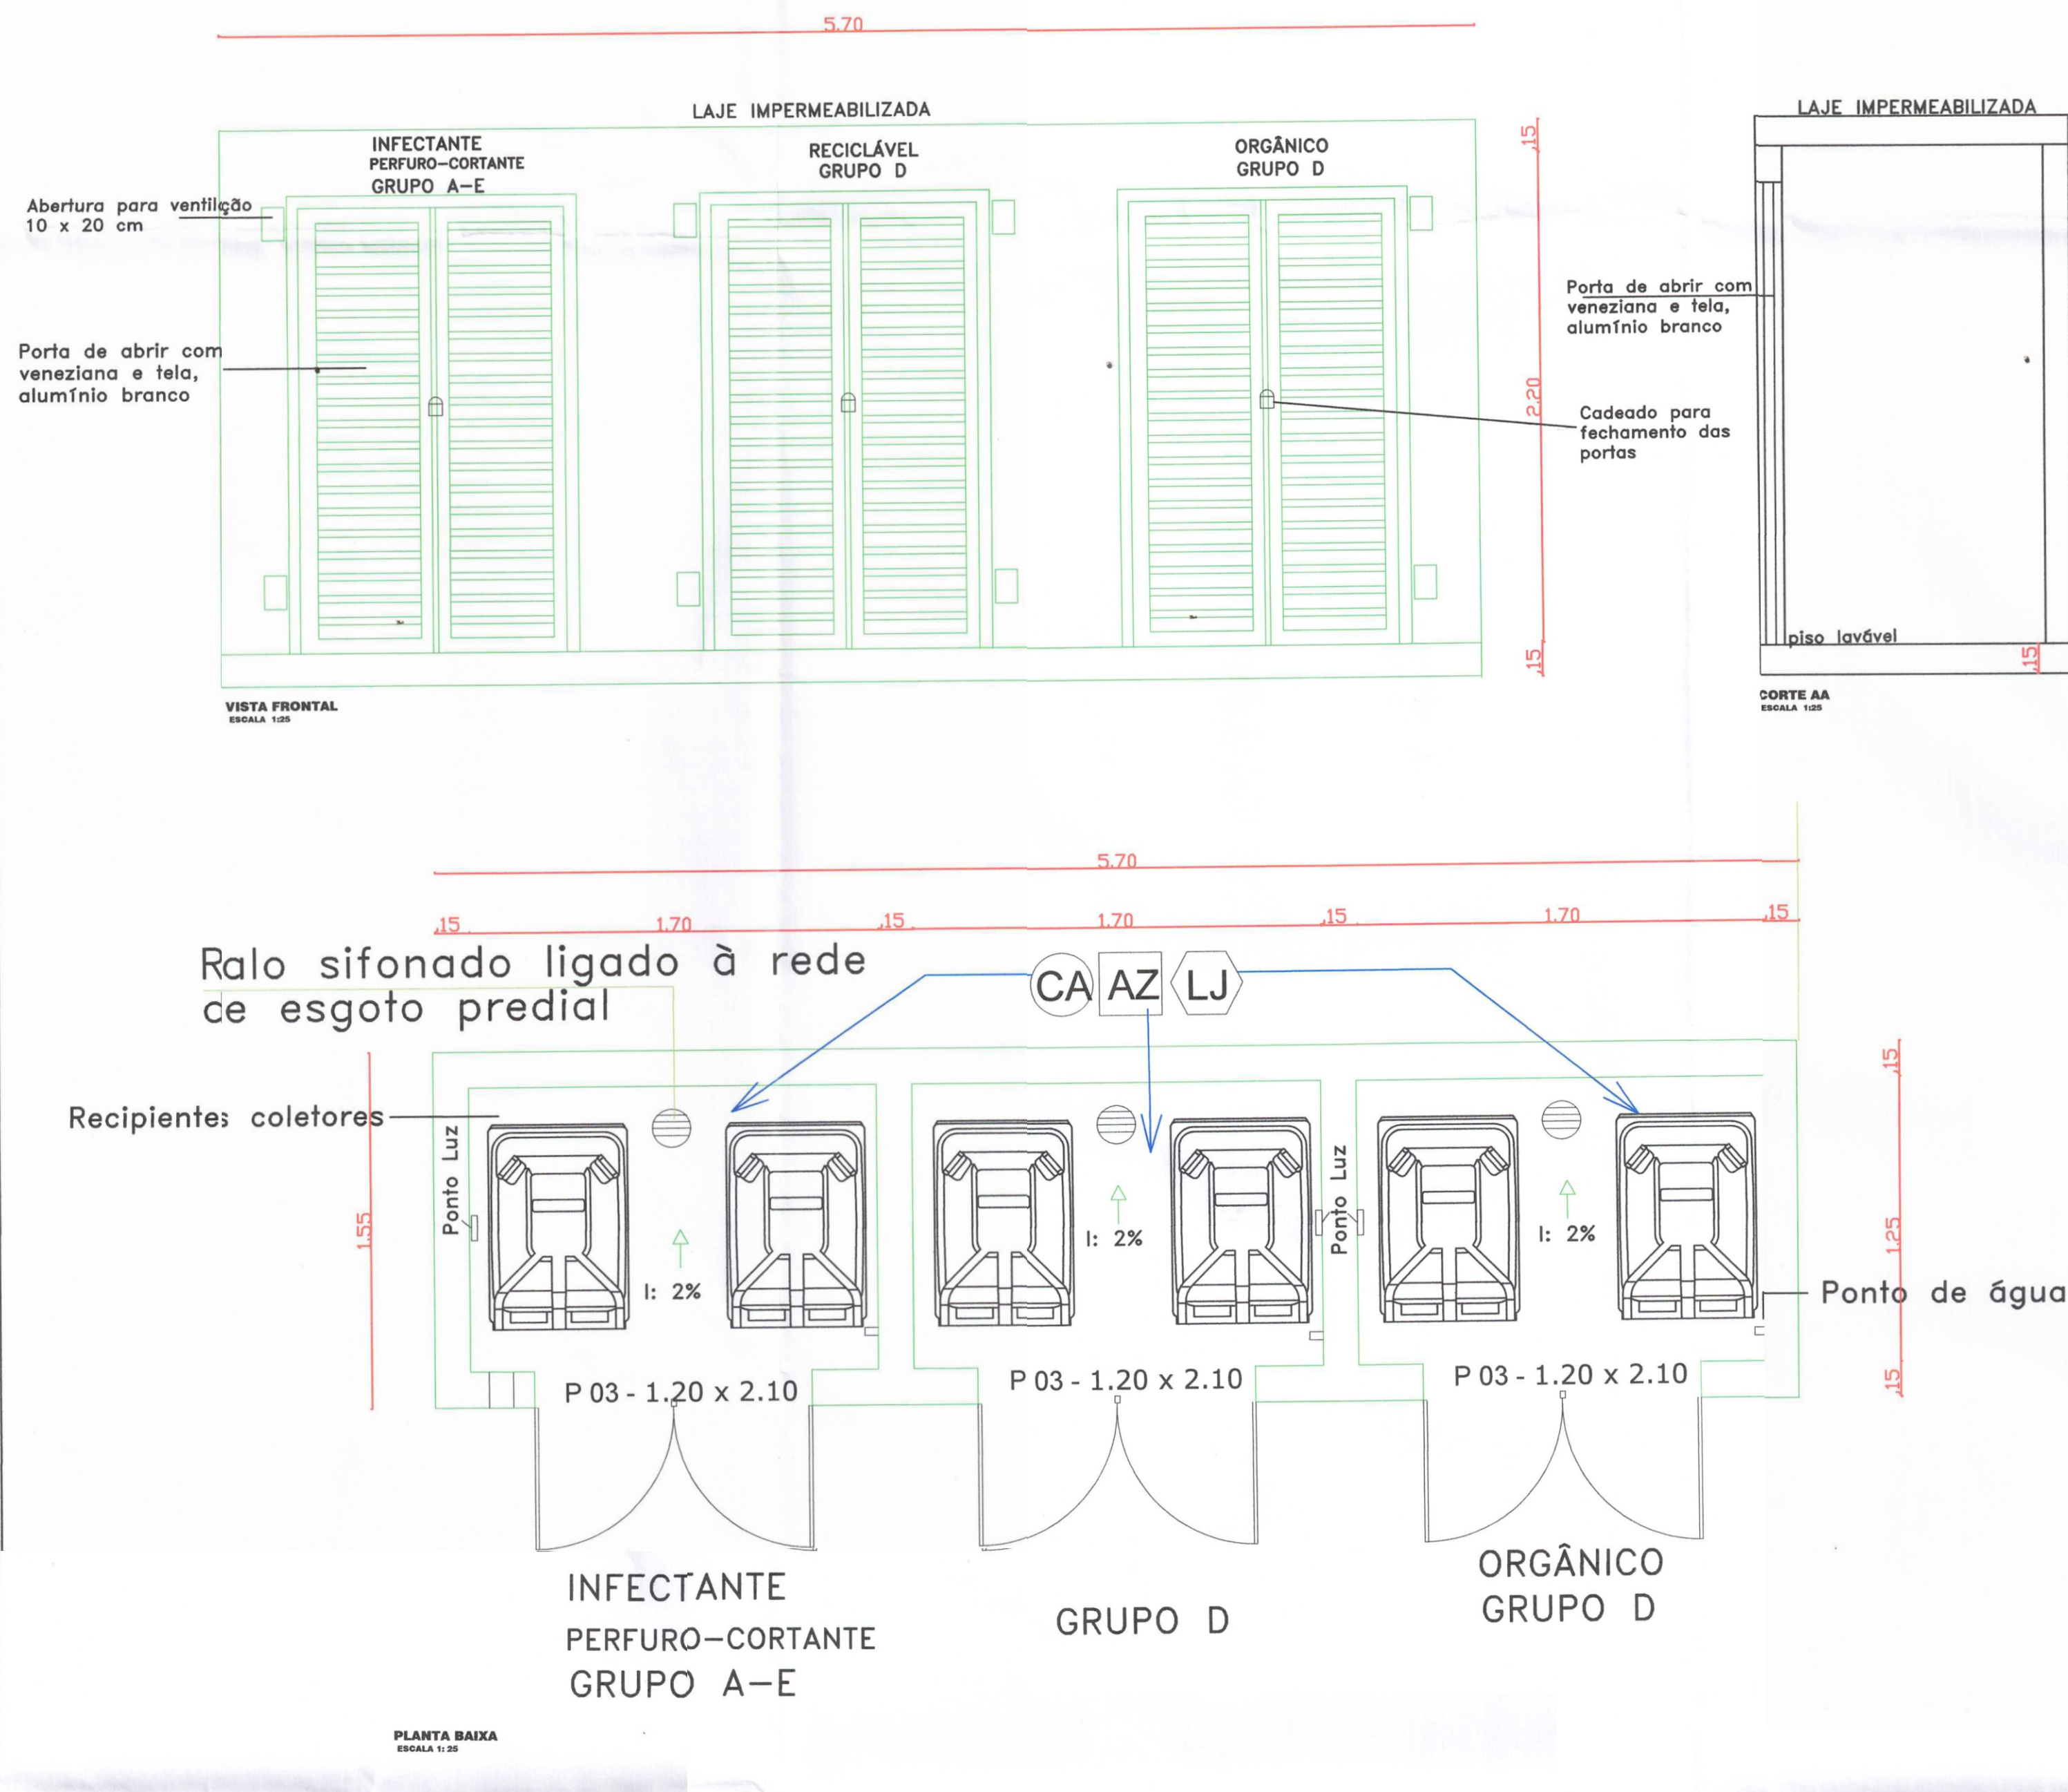 5.70
LAJE IMPERMEABILIZADA
LAJE IMPERMEABILIZADA
INFECTANTE
PERFURO-CORTANTE
GRUPO A-E
RECICLÁVEL
GRUPO D
ORGÂNICO
GRUPO D
,15
Abertura para ventilção
10 x 20 cm
Porta de abrir com
veneziana e tela,
alumínio branco
Porta de abrir com
veneziana e tela,
alumínio branco
2.20
Cadeado para
fechamento das
portas
,15
piso lavável
,15
VISTA FRONTAL
ESCALA 1:25
CORTE AA
ESCALA 1:25
5.70
,15
1.70
,15
1.70
,15
1.70
,15
Ralo sifonado ligado à rede
de esgoto predial
CA
AZ
LJ
,15
Recipientes coletores
Ponto Luz
Ponto Luz
1.55
1.25
I: 2%
I: 2%
I: 2%
Ponto de água
P 03 - 1.20 x 2.10
P 03 - 1.20 x 2.10
P 03 - 1.20 x 2.10
,15
INFECTANTE
PERFURO-CORTANTE
GRUPO A-E
GRUPO D
ORGÂNICO
GRUPO D
PLANTA BAIXA
ESCALA 1: 25